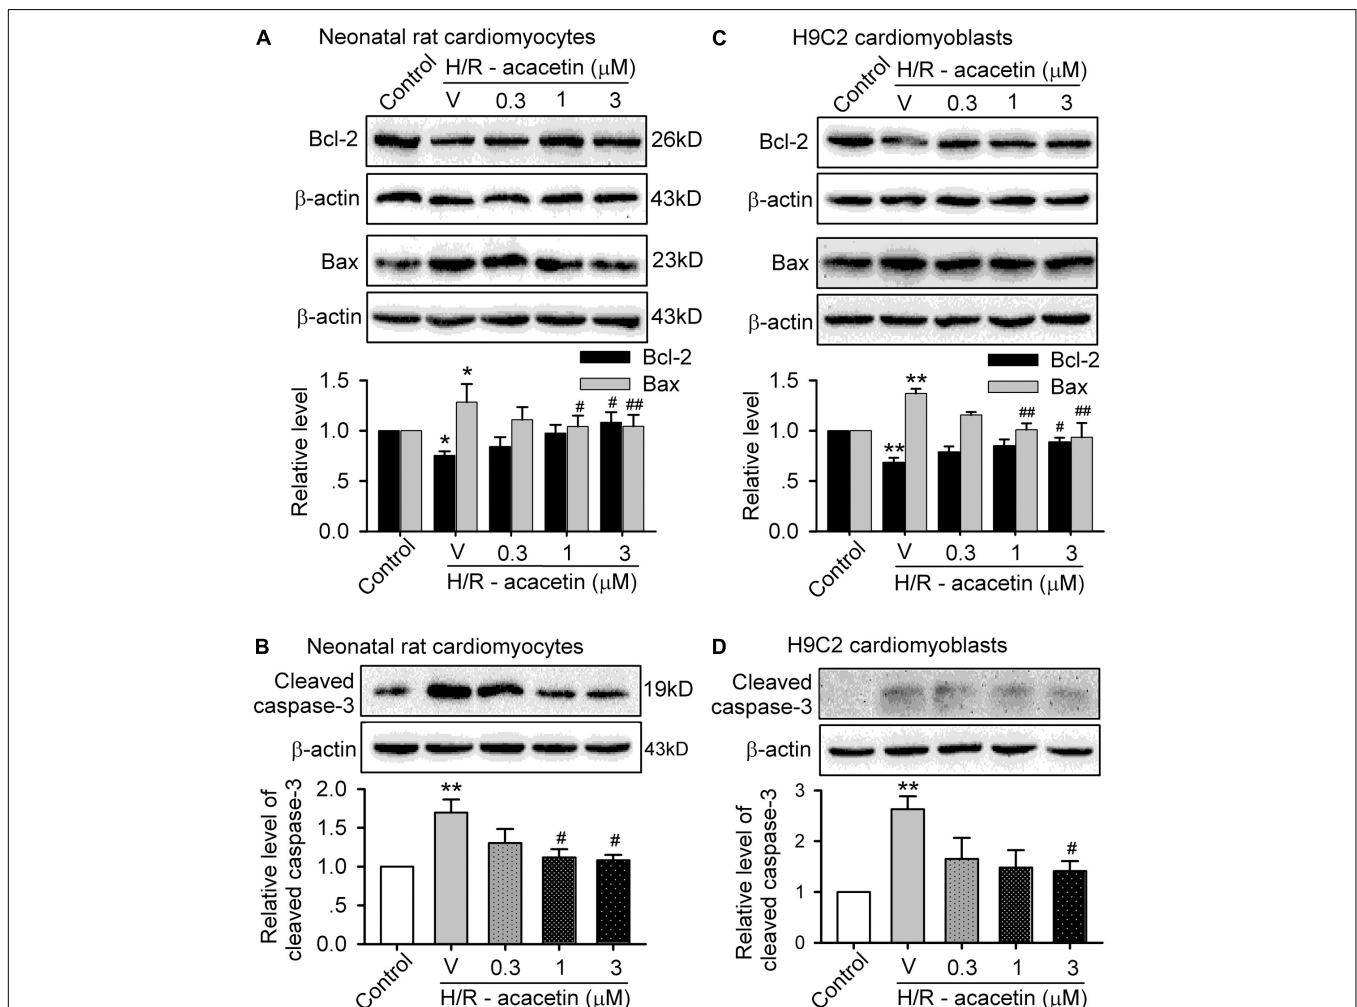 A Neonatal rat cardiomyocytes
Control
H/R - acacetin (μM)
V 0.3 1 3
Bcl-2 26kD
β-actin 43kD
Bax 23kD
β-actin 43kD
Bcl-2
Bax
Relative level
1.5
1.0
.5
0.0
* * # # ##
Control V 0.3 1 3
H/R - acacetin (μM)
C H9C2 cardiomyoblasts
Control
H/R - acacetin (μM)
V 0.3 1 3
Bcl-2
β-actin
Bax
β-actin
Bcl-2
Bax
Relative level
1.5
1.0
.5
0.0
** ** ## # ##
Control V 0.3 1 3
H/R - acacetin (μM)
B Neonatal rat cardiomyocytes
Cleaved
caspase-3
19kD
β-actin 43kD
Relative level of
cleaved caspase-3
2.0
1.5
1.0
.5
0.0
** # #
Control V 0.3 1 3
H/R - acacetin (μM)
D H9C2 cardiomyoblasts
Cleaved
caspase-3
β-actin
Relative level of
cleaved caspase-3
3
2
1
0
** #
Control V 0.3 1 3
H/R - acacetin (μM)